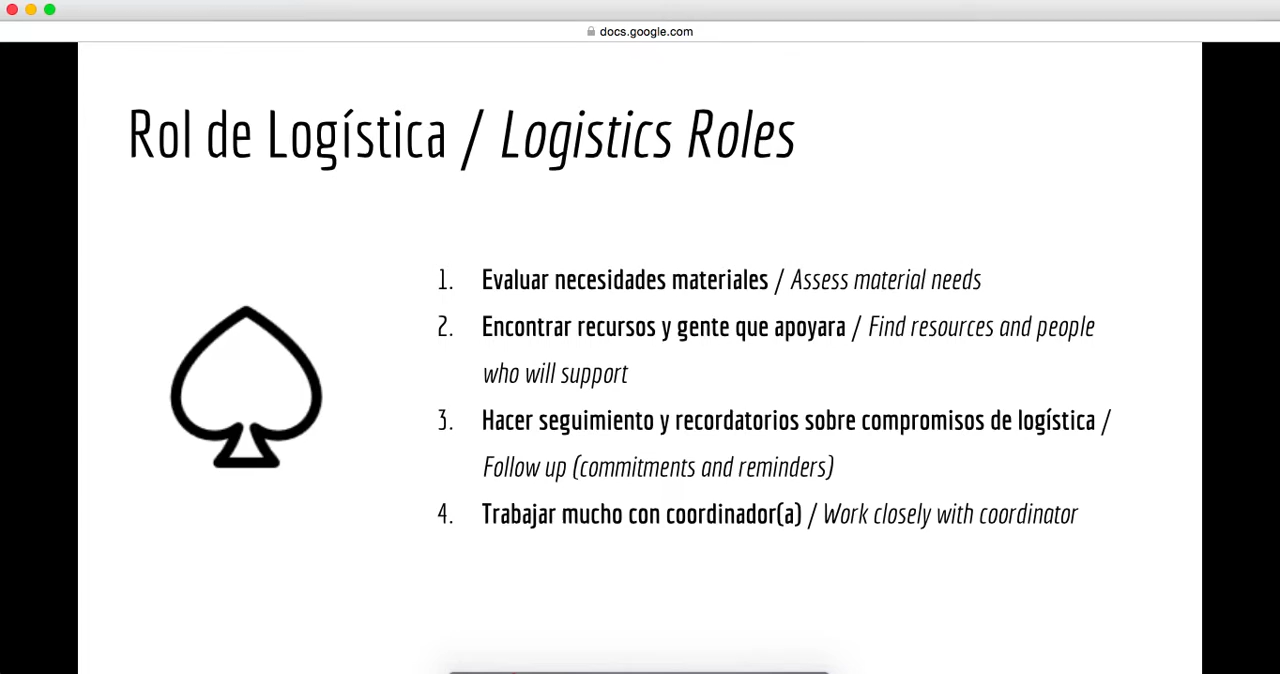 docs.google.com
Rol de Logística / Logistics Roles
1. Evaluar necesidades materiales / Assess material needs
2. Encontrar recursos y gente que apoyara / Find resources and people
who will support
3. Hacer seguimiento y recordatorios sobre compromisos de logística /
Follow up (commitments and reminders)
4. Trabajar mucho con coordinador(a) / Work closely with coordinator